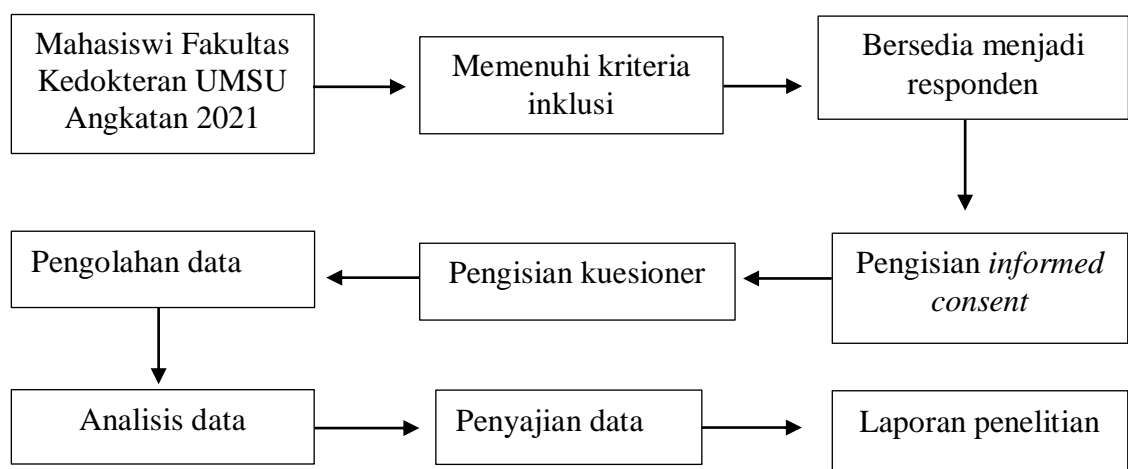 Mahasiswi Fakultas
Kedokteran UMSU
Angkatan 2021
Memenuhi kriteria
inklusi
Bersedia menjadi
responden
Pengisian informed
consent
Pengisian kuesioner
Pengolahan data
Analisis data
Penyajian data
Laporan penelitian